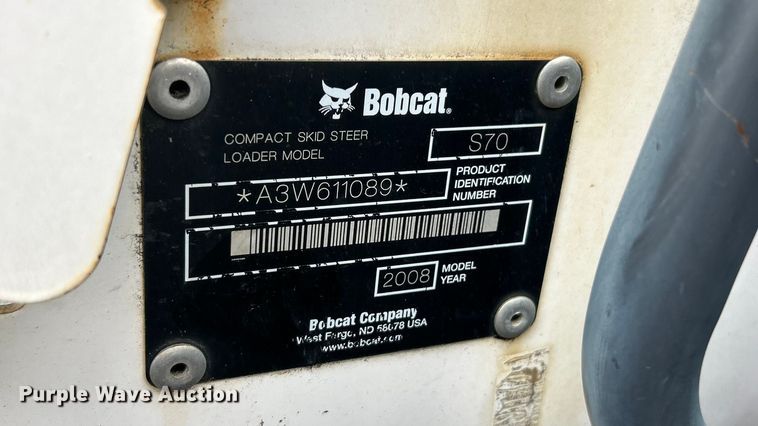 Bobcat®
COMPACT SKID STEER
LOADER MODEL
S70
*A3W611089*
PRODUCT
IDENTIFICATION
NUMBER
2008
MODEL
YEAR
Bobcat Company
West Fargo, ND 58078 USA
www.bobcat.com
Purple Wave Auction®